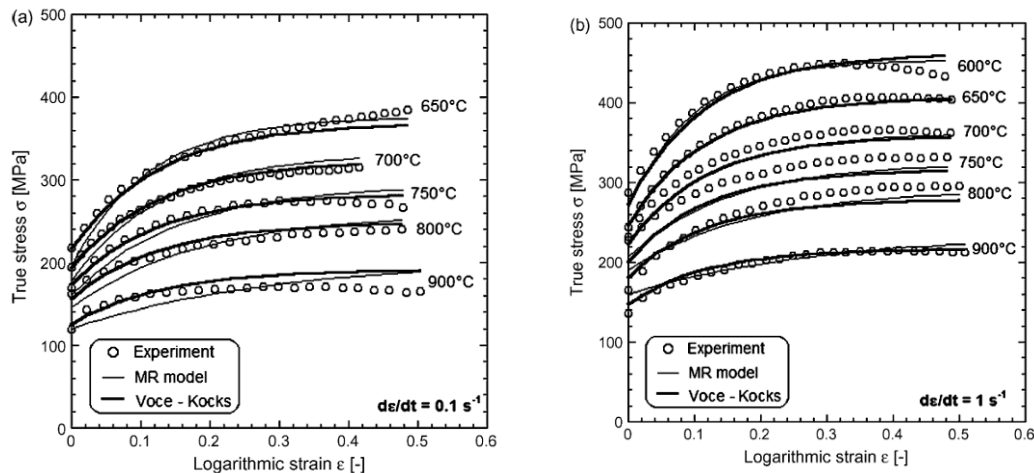 (a)
500
400
300
200
100
0
True stress σ [MPa]
650°C
700°C
750°C
800°C
900°C
Experiment
MR model
Voce - Kocks
dε/dt = 0.1 s⁻¹
0 0.1 0.2 0.3 0.4 0.5 0.6
Logarithmic strain ε [-]
(b)
500
400
300
200
100
0
True stress σ [MPa]
600°C
650°C
700°C
750°C
800°C
900°C
Experiment
MR model
Voce - Kocks
dε/dt = 1 s⁻¹
0 0.1 0.2 0.3 0.4 0.5 0.6
Logarithmic strain ε [-]